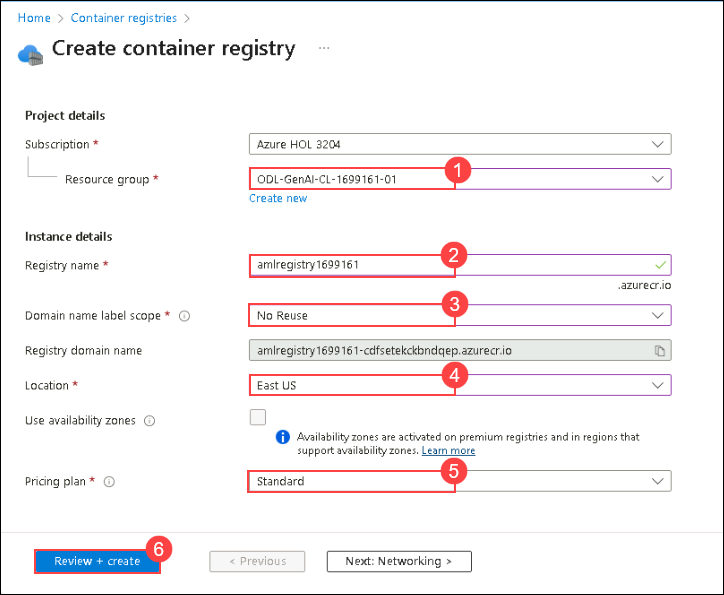 Home > Container registries >
Create container registry ...
Project details
Subscription *
Azure HOL 3204
Resource group *
ODL-GenAI-CL-1699161-01
1
Create new
Instance details
Registry name *
amlregistry1699161
2
.azurecr.io
Domain name label scope *
No Reuse
3
Registry domain name
amlregistry1699161-cdfsetekckbndqep.azurecr.io
Location *
East US
4
Use availability zones
Availability zones are activated on premium registries and in regions that
support availability zones. Learn more
Pricing plan *
Standard
5
Review + create
6
< Previous
Next: Networking >